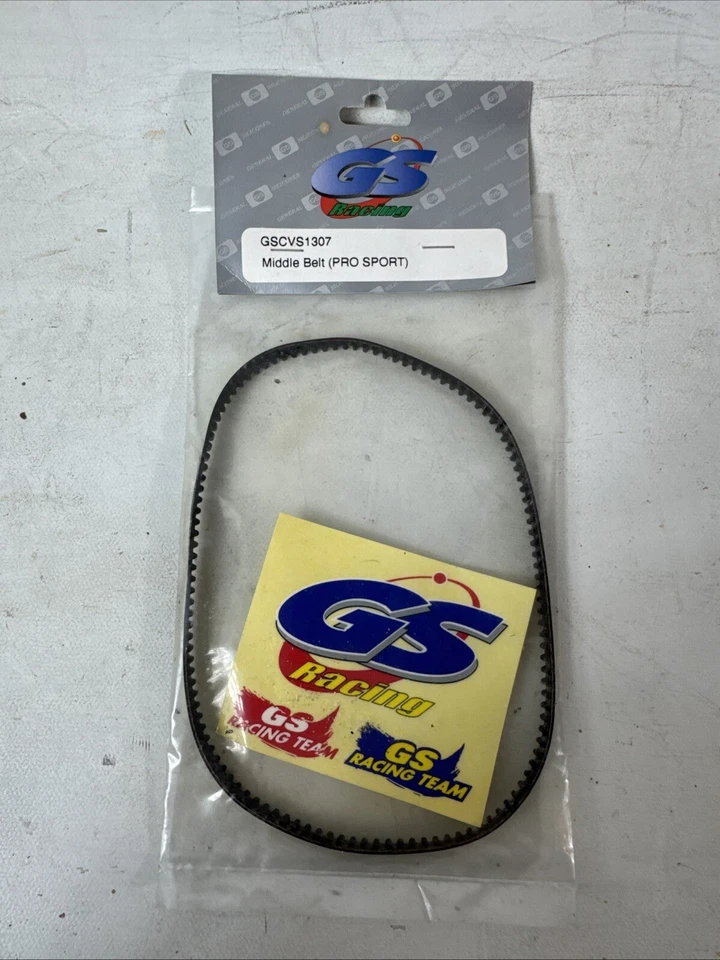 GS
Racing
GSCVS1307
Middle Belt (PRO SPORT)
GS
Racing
GS
RACING TEAM
GS
RACING TEAM